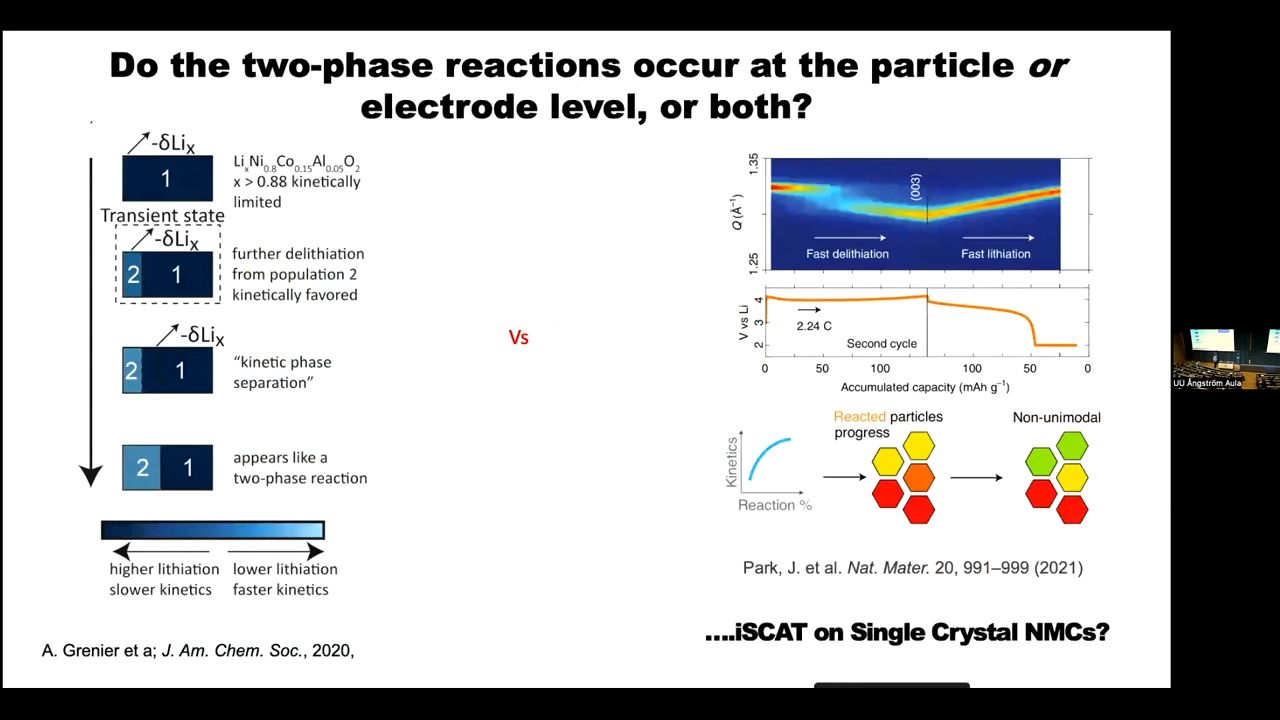 Do the two-phase reactions occur at the particle or
electrode level, or both?
-δLiₓ
1
LiₓNi₀.₈Co₀.₁₅Al₀.₀₅O₂
x > 0.88 kinetically
limited
Transient state
-δLiₓ
2 1
further delithiation
from population 2
kinetically favored
-δLiₓ
2 1
“kinetic phase
separation”
2 1
appears like a
two-phase reaction
higher lithiation
slower kinetics
lower lithiation
faster kinetics
A. Grenier et a; J. Am. Chem. Soc., 2020,
Vs
1.35
Q (Å⁻¹)
1.25
(003)
Fast delithiation
Fast lithiation
V vs Li
4
3
2
2.24 C
Second cycle
0 50 100 100 50 0
Accumulated capacity (mAh g⁻¹)
Kinetics
Reaction %
Reacted particles
progress
Non-unimodal
Park, J. et al. Nat. Mater. 20, 991–999 (2021)
....iSCAT on Single Crystal NMCs?
UU Ångström Aula